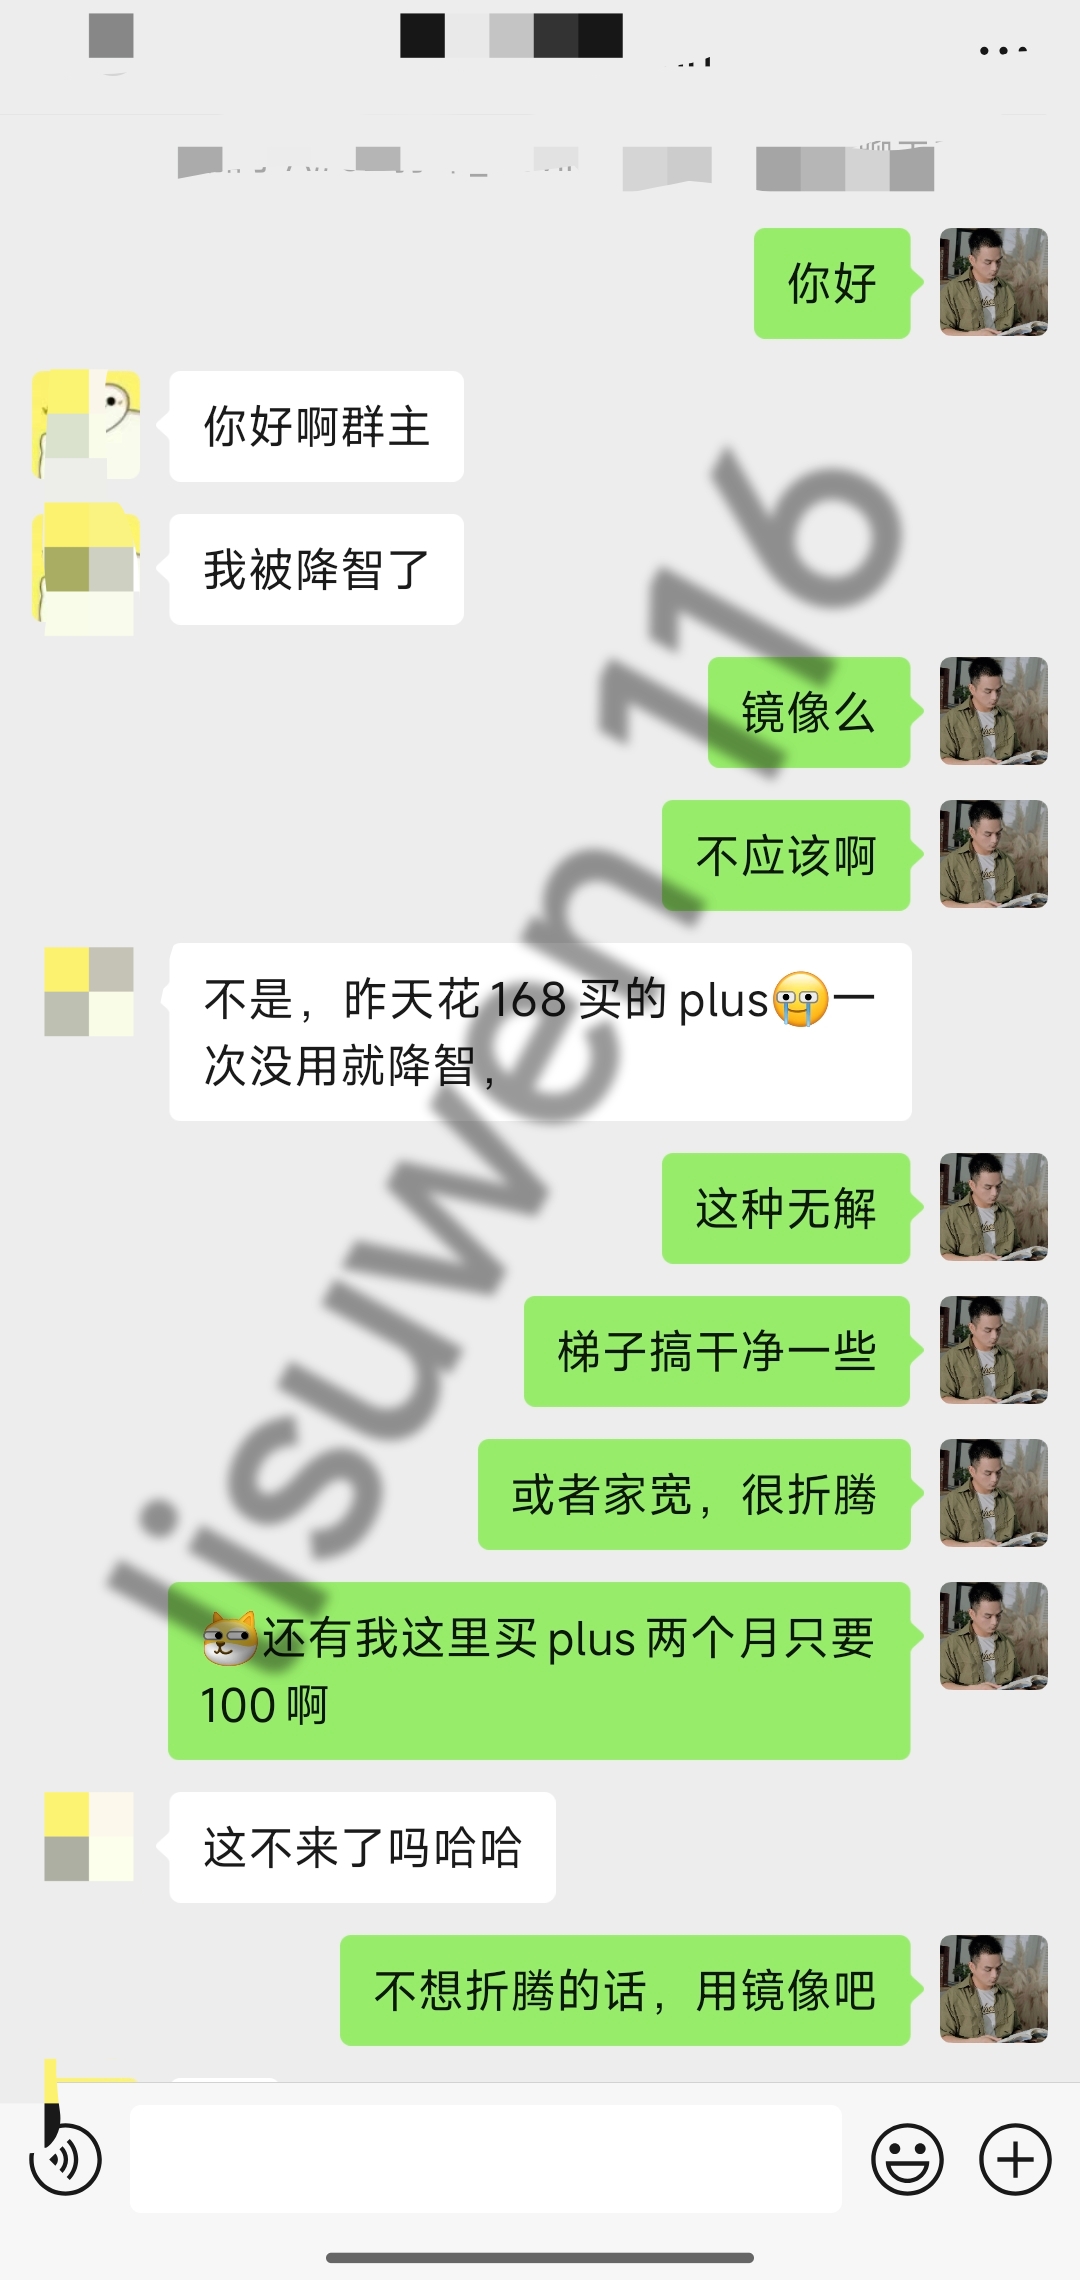 你好
你好啊群主
我被降智了
镜像么
不应该啊
不是，昨天花168买的plus😭一
次没用就降智，
这种无解
梯子搞干净一些
或者家宽，很折腾
还有我这里买plus两个月只要
100啊
这不来了吗哈哈
不想折腾的话，用镜像吧
iisuwen116